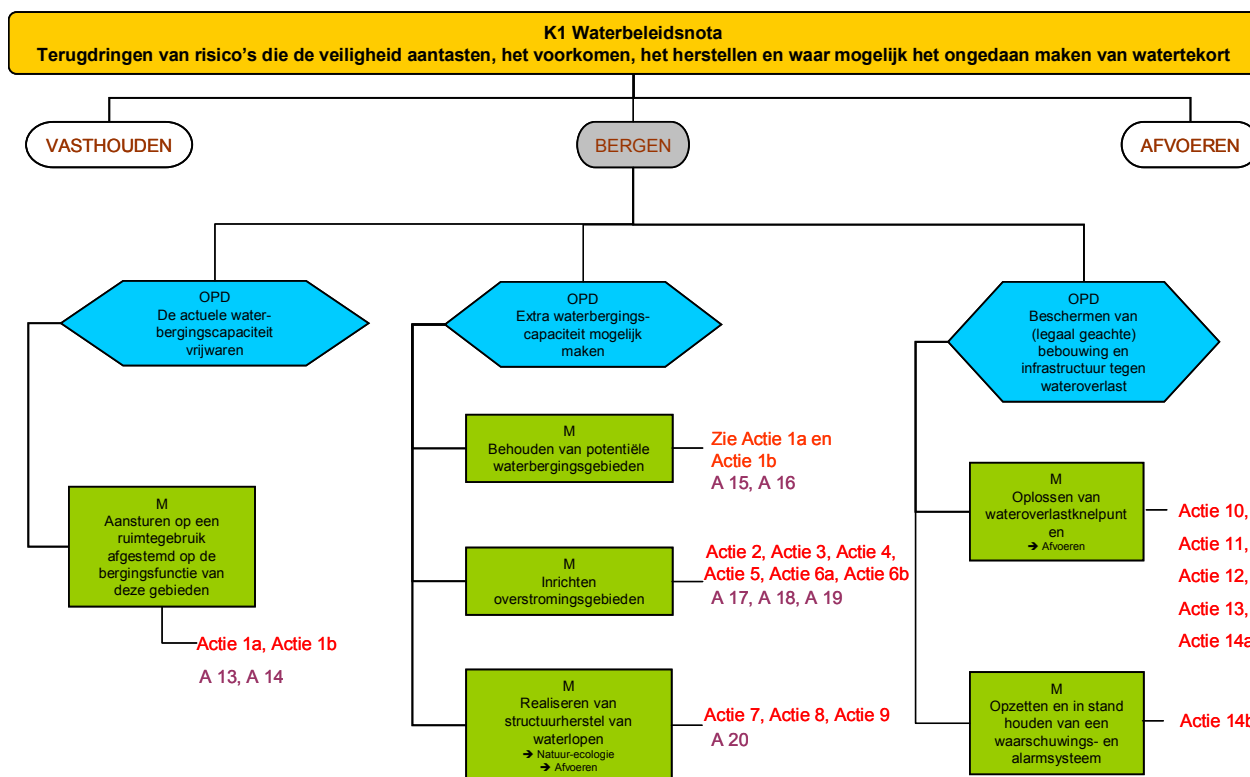 K1 Waterbeleidsnota
Terugdringen van risico’s die de veiligheid aantasten, het voorkomen, het herstellen en waar mogelijk het ongedaan maken van watertekort
VASTHOUDEN
BERGEN
AFVOEREN
OPD
De actuele water-
bergingscapaciteit
vrijwaren
M
Aansturen op een
ruimtegebruik
afgestemd op de
bergingsfunctie van
deze gebieden
Actie 1a, Actie 1b
A 13, A 14
OPD
Extra waterbergings-
capaciteit mogelijk
maken
M
Behouden van potentiële
waterbergingsgebieden
Zie Actie 1a en
Actie 1b
A 15, A 16
M
Inrichten
overstromingsgebieden
Actie 2, Actie 3, Actie 4,
Actie 5, Actie 6a, Actie 6b
A 17, A 18, A 19
M
Realiseren van
structuurherstel van
waterlopen
➔ Natuur-ecologie
➔ Afvoeren
Actie 7, Actie 8, Actie 9
A 20
OPD
Beschermen van
(legaal geachte)
bebouwing en
infrastructuur tegen
wateroverlast
M
Oplossen van
wateroverlastknelpunt
en
➔ Afvoeren
Actie 10,
Actie 11,
Actie 12,
Actie 13,
Actie 14a
M
Opzetten en in stand
houden van een
waarschuwings- en
alarmsysteem
Actie 14b